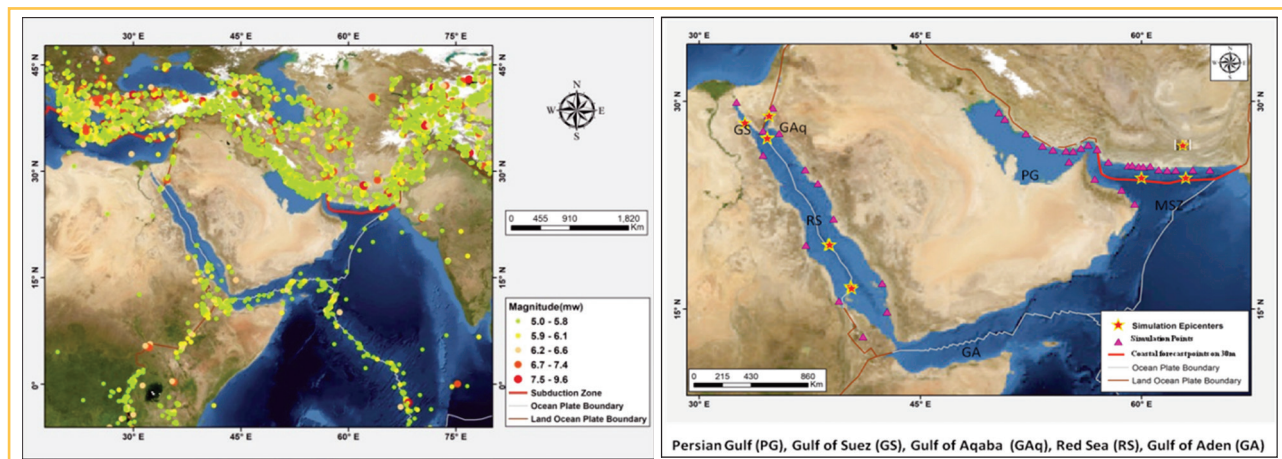 30°E 45°E 60°E 75°E
45°N
30°N
15°N
0°
45°N
30°N
15°N
0°
N
W E
S
0 455 910 1,820
Km
Magnitude(mw)
5.0 - 5.8
5.9 - 6.1
6.2 - 6.6
6.7 - 7.4
7.5 - 9.6
Subduction Zone
Ocean Plate Boundary
Land Ocean Plate Boundary
30°E 45°E 60°E 75°E
30°E 45°E 60°E
30°N
15°N
30°N
15°N
GS
GAq
PG
RS
MSZ
GA
Simulation Epicenters
Simulation Points
Coastal forecast points on 30m
Ocean Plate Boundary
Land Ocean Plate Boundary
0 215 430 860
Km
30°E 45°E 60°E
Persian Gulf (PG), Gulf of Suez (GS), Gulf of Aqaba (GAq), Red Sea (RS), Gulf of Aden (GA)